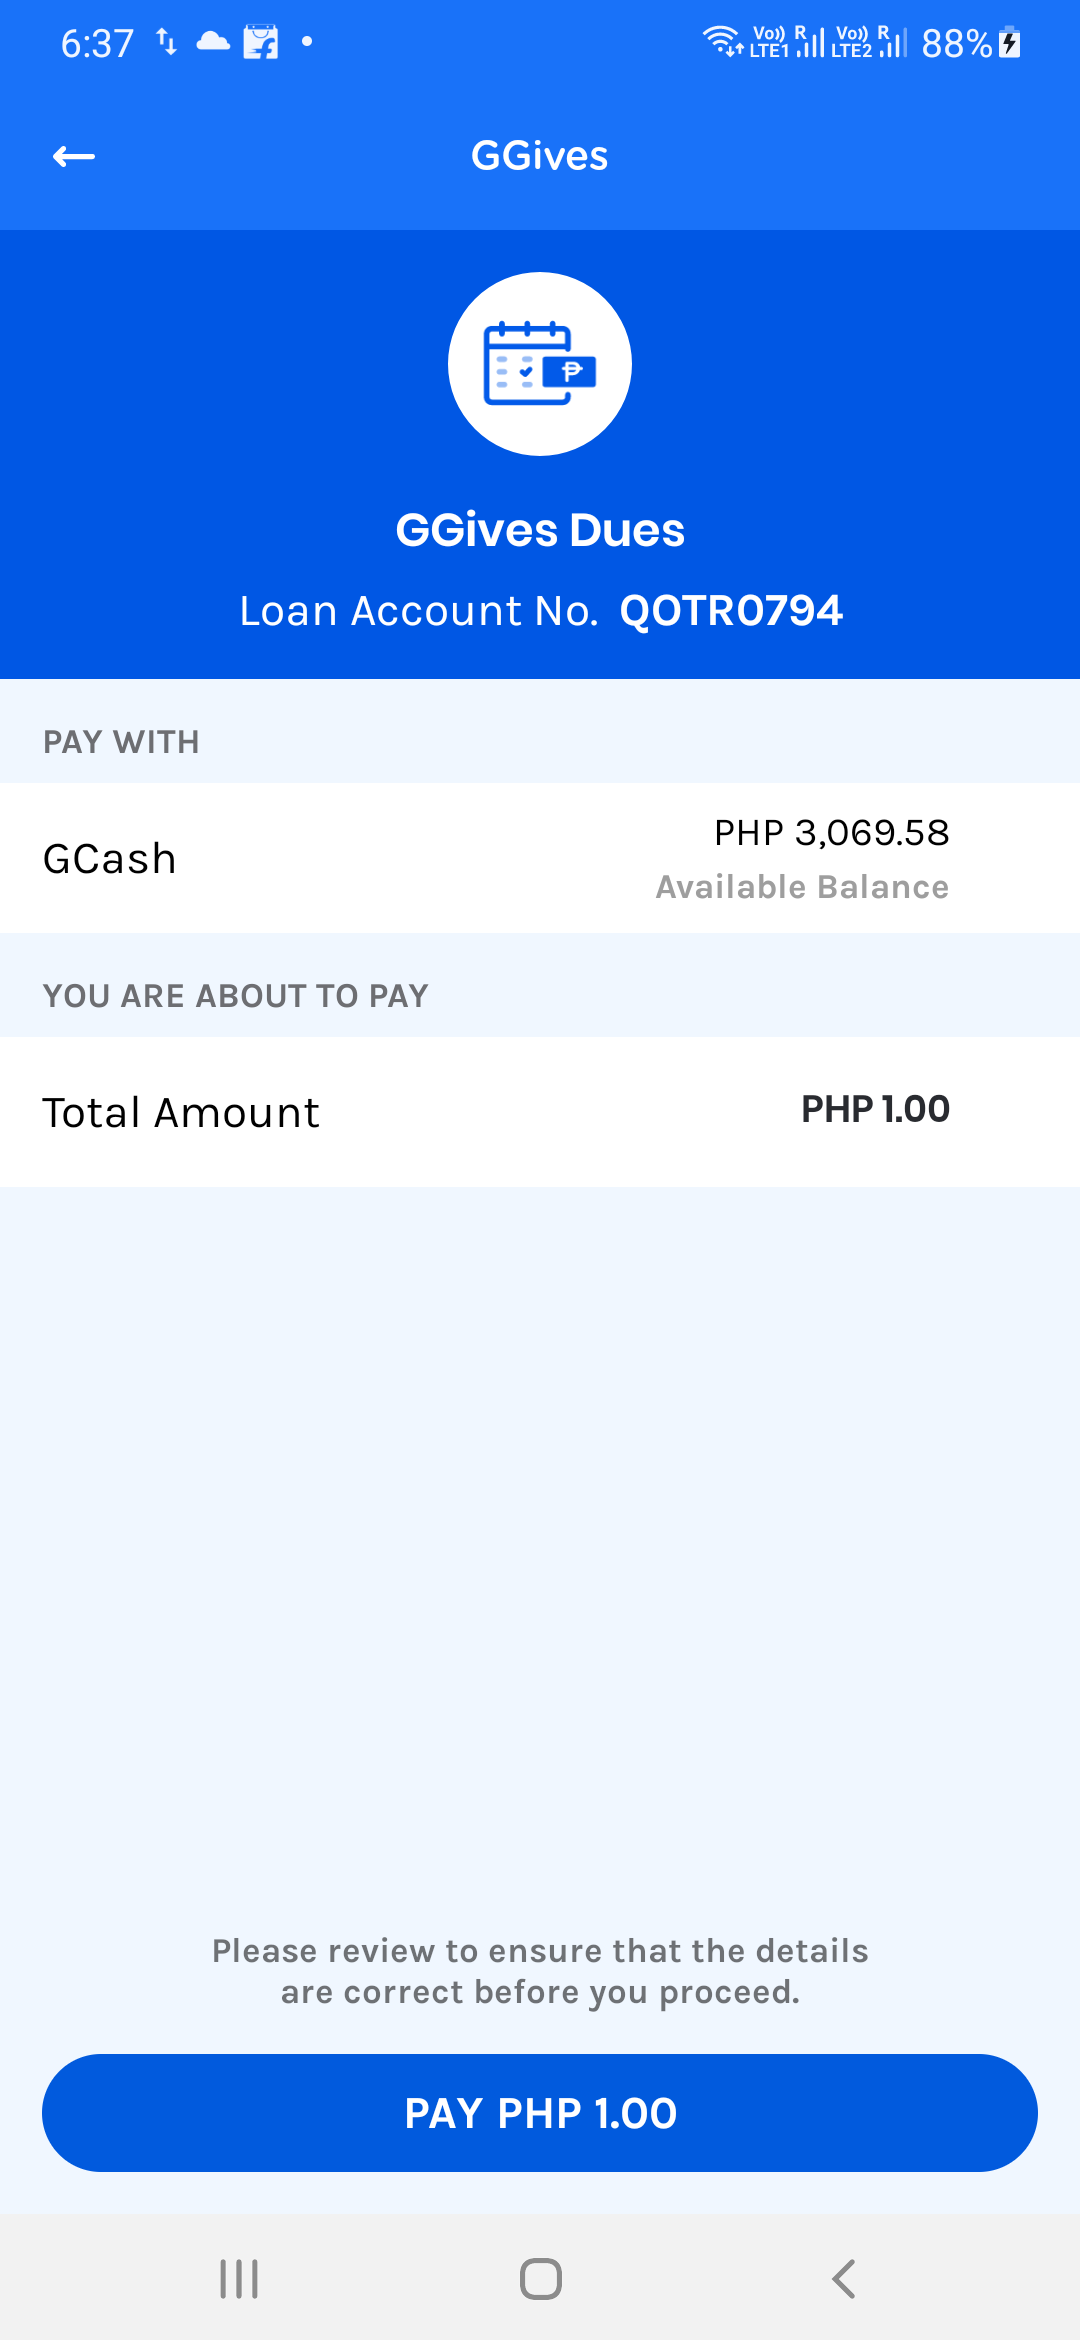 6:37
Vo)) R Vo)) R
LTE1 LTE2 88%
GGives
₱
GGives Dues
Loan Account No. QOTR0794
PAY WITH
GCash
PHP 3,069.58
Available Balance
YOU ARE ABOUT TO PAY
Total Amount PHP 1.00
Please review to ensure that the details
are correct before you proceed.
PAY PHP 1.00